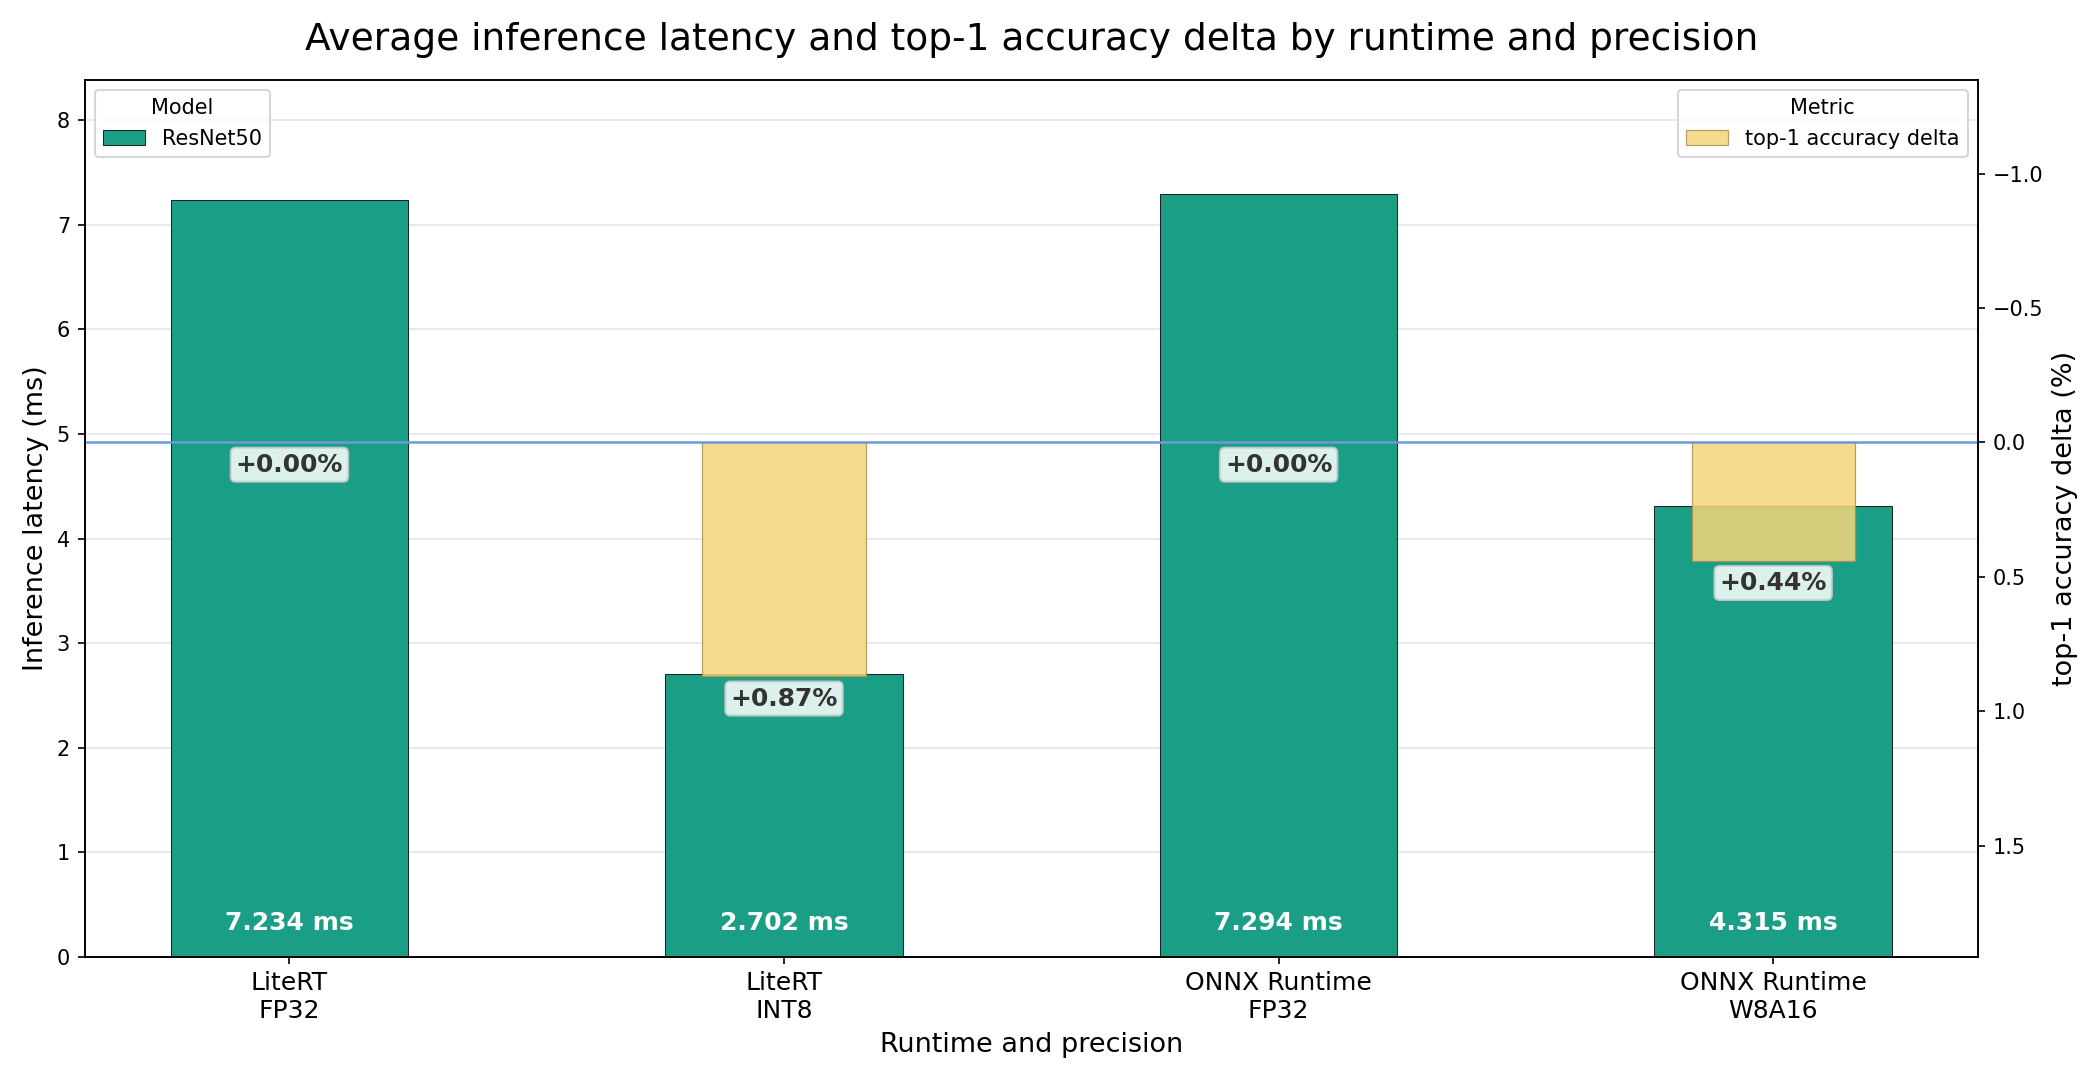 Average inference latency and top-1 accuracy delta by runtime and precision
Model
ResNet50
Metric
top-1 accuracy delta
Inference latency (ms)
8
7
6
5
4
3
2
1
0
−1.0
−0.5
0.0
0.5
1.0
1.5
top-1 accuracy delta (%)
+0.00%
+0.87%
+0.00%
+0.44%
7.234 ms
2.702 ms
7.294 ms
4.315 ms
LiteRT
FP32
LiteRT
INT8
ONNX Runtime
FP32
ONNX Runtime
W8A16
Runtime and precision